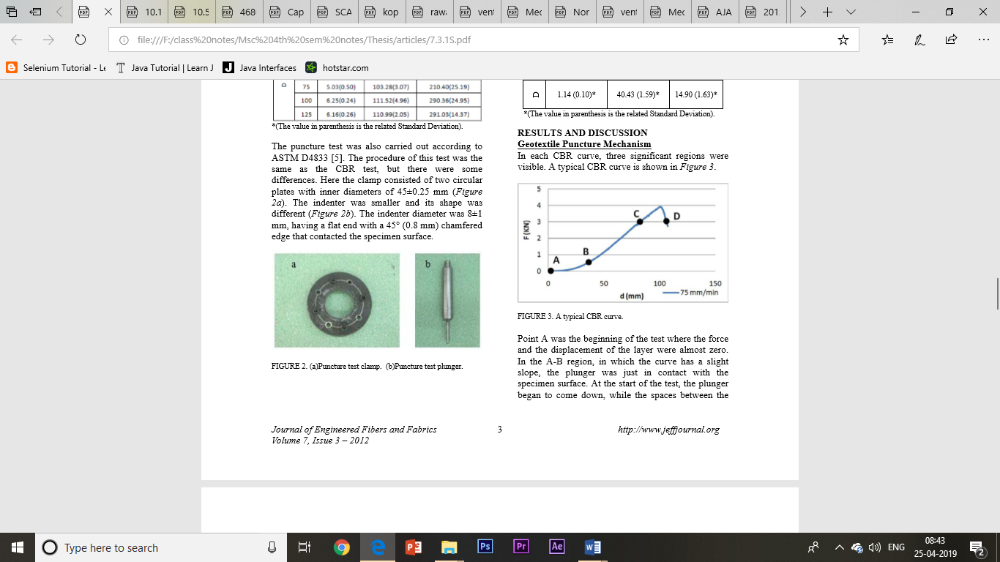 10.1
10.5
468
Cap
SCA
kop
raw
vent
Mec
Nor
vent
Mec
AJA
201
file:///F:/class%20notes/Msc%204th%20sem%20notes/Thesis/articles/7.3.1S.pdf
Selenium Tutorial - Le
Java Tutorial | Learn J
Java Interfaces
hotstar.com
D
75 5.03(0.50) 103.28(3.07) 210.40(25.19)
100 6.25(0.24) 111.52(4.96) 290.36(24.95)
125 6.16(0.26) 110.99(2.05) 291.03(14.37)
*(The value in parenthesis is the related Standard Deviation).
The puncture test was also carried out according to
ASTM D4833 [5]. The procedure of this test was the
same as the CBR test, but there were some
differences. Here the clamp consisted of two circular
plates with inner diameters of 45±0.25 mm (Figure
2a). The indenter was smaller and its shape was
different (Figure 2b). The indenter diameter was 8±1
mm, having a flat end with a 45° (0.8 mm) chamfered
edge that contacted the specimen surface.
a
b
FIGURE 2. (a)Puncture test clamp. (b)Puncture test plunger.
D 1.14 (0.10)* 40.43 (1.59)* 14.90 (1.63)*
*(The value in parenthesis is the related Standard Deviation).
RESULTS AND DISCUSSION
Geotextile Puncture Mechanism
In each CBR curve, three significant regions were
visible. A typical CBR curve is shown in Figure 3.
F(KN)
5
4
3
2
1
0
A
B
C
D
0 50 100 150
d (mm)
75 mm/min
FIGURE 3. A typical CBR curve.
Point A was the beginning of the test where the force
and the displacement of the layer were almost zero.
In the A-B region, in which the curve has a slight
slope, the plunger was just in contact with the
specimen surface. At the start of the test, the plunger
began to come down, while the spaces between the
Journal of Engineered Fibers and Fabrics 3 http://www.jeffjournal.org
Volume 7, Issue 3 – 2012
Type here to search
Ps
Pr
Ae
ENG
08:43
25-04-2019
2